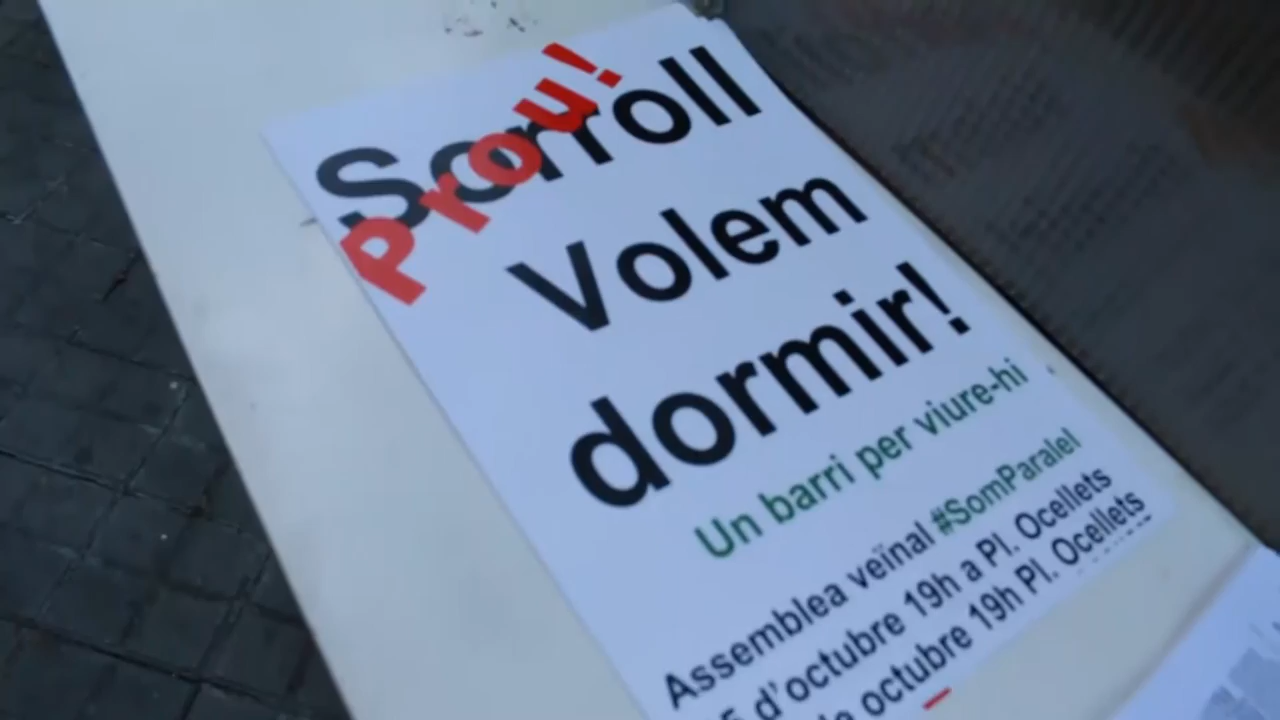 Prou!
Sorroll
Volem
dormir!
Un barri per viure-hi
Assemblea veïnal #SomParalel
d'octubre 19h a Pl. Ocellets
octubre 19h Pl. Ocellets